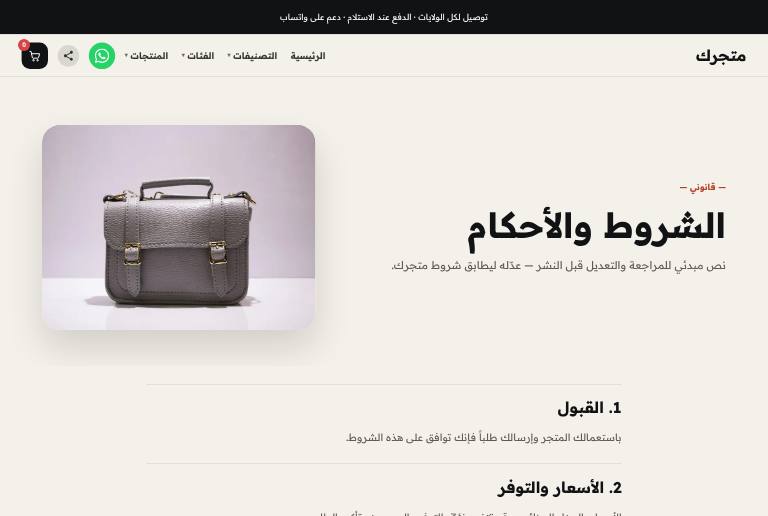 توصيل لكل الولايات · الدفع عند الاستلام · دعم على واتساب
متجرك
الرئيسية
التصنيفات
الفئات
المنتجات
0
— قانوني —
الشروط والأحكام
نص مبدئي للمراجعة والتعديل قبل النشر — عدّله ليطابق شروط متجرك.
1. القبول
باستعمالك المتجر وإرسالك طلباً فإنك توافق على هذه الشروط.
2. الأسعار والتوفر